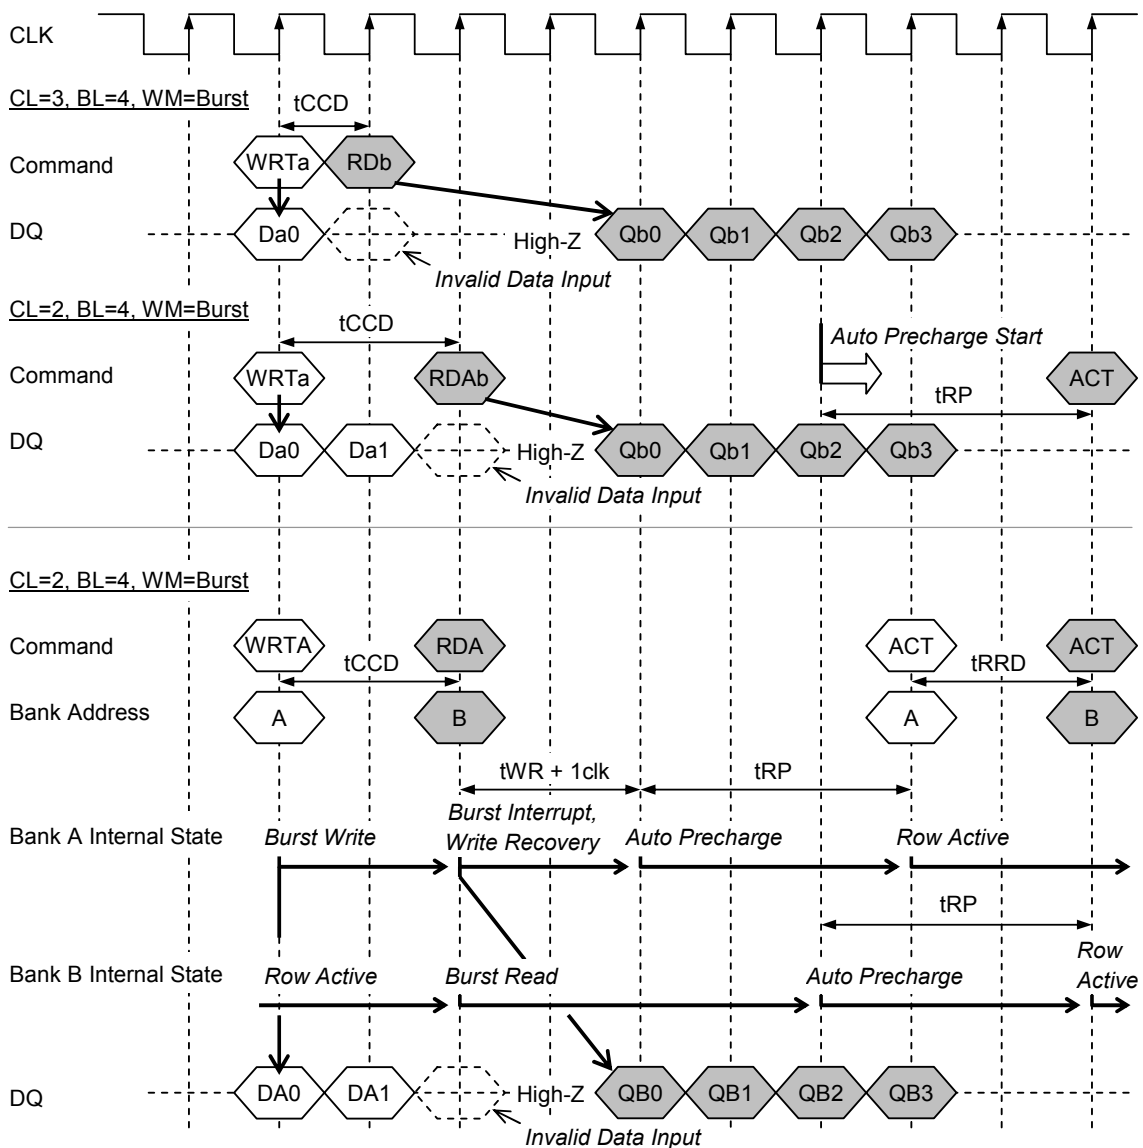 CLK
CL=3, BL=4, WM=Burst
tCCD
Command
WRTa RDb
DQ
Da0 High-Z Qb0 Qb1 Qb2 Qb3
Invalid Data Input
CL=2, BL=4, WM=Burst
tCCD
Auto Precharge Start
Command
WRTa RDAb ACT
tRP
DQ
Da0 Da1 High-Z Qb0 Qb1 Qb2 Qb3
Invalid Data Input
CL=2, BL=4, WM=Burst
Command
WRTA RDA ACT ACT
tCCD tRRD
Bank Address
A B A B
tWR + 1clk tRP
Burst Interrupt,
Bank A Internal State Burst Write Write Recovery Auto Precharge Row Active
tRP
Row
Bank B Internal State Row Active Burst Read Auto Precharge Active
DQ
DA0 DA1 High-Z QB0 QB1 QB2 QB3
Invalid Data Input